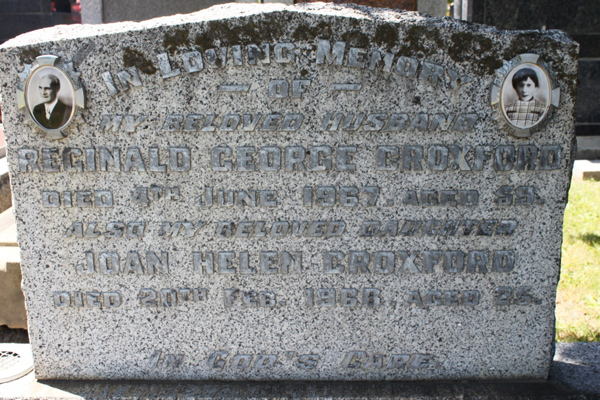 In Loving Memory
— OF —
MY BELOVED HUSBAND
REGINALD GEORGE CROXFORD
DIED 4TH JUNE 1967. AGED 59.
ALSO MY BELOVED DAUGHTER
JOAN HELEN CROXFORD
DIED 20TH FEB. 1968. AGED 25.
IN GOD'S CARE